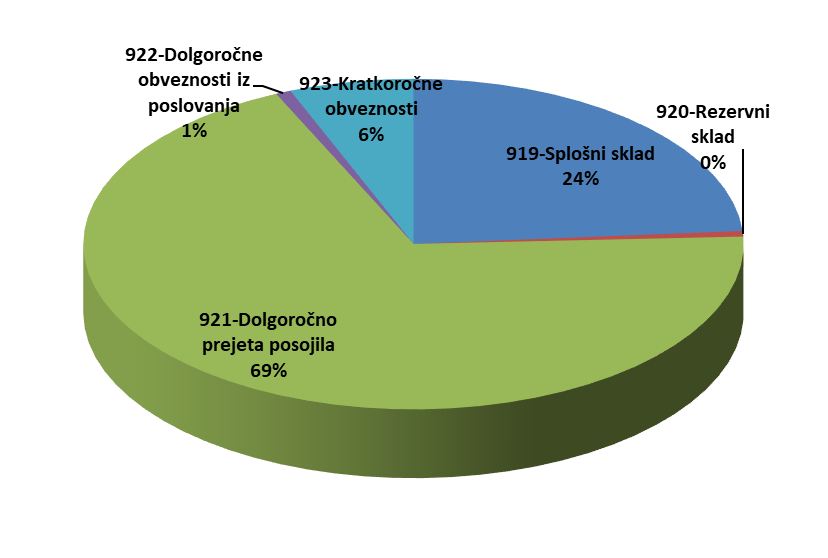 922-Dolgoročne
obveznosti iz
poslovanja
1%
923-Kratkoročne
obveznosti
6%
919-Splošni sklad
24%
920-Rezervni
sklad
0%
921-Dolgoročno
prejeta posojila
69%